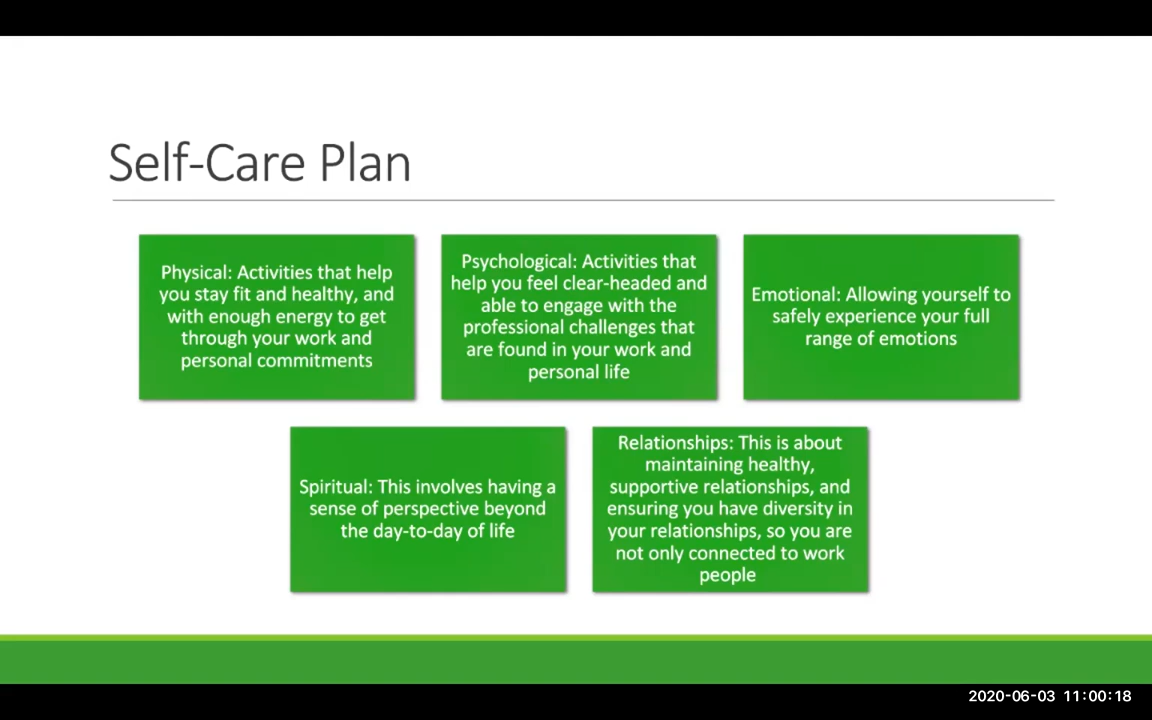 Self-Care Plan
Physical: Activities that help
you stay fit and healthy, and
with enough energy to get
through your work and
personal commitments
Psychological: Activities that
help you feel clear-headed and
able to engage with the
professional challenges that
are found in your work and
personal life
Emotional: Allowing yourself to
safely experience your full
range of emotions
Spiritual: This involves having a
sense of perspective beyond
the day-to-day of life
Relationships: This is about
maintaining healthy,
supportive relationships, and
ensuring you have diversity in
your relationships, so you are
not only connected to work
people
2020-06-03 11:00:18